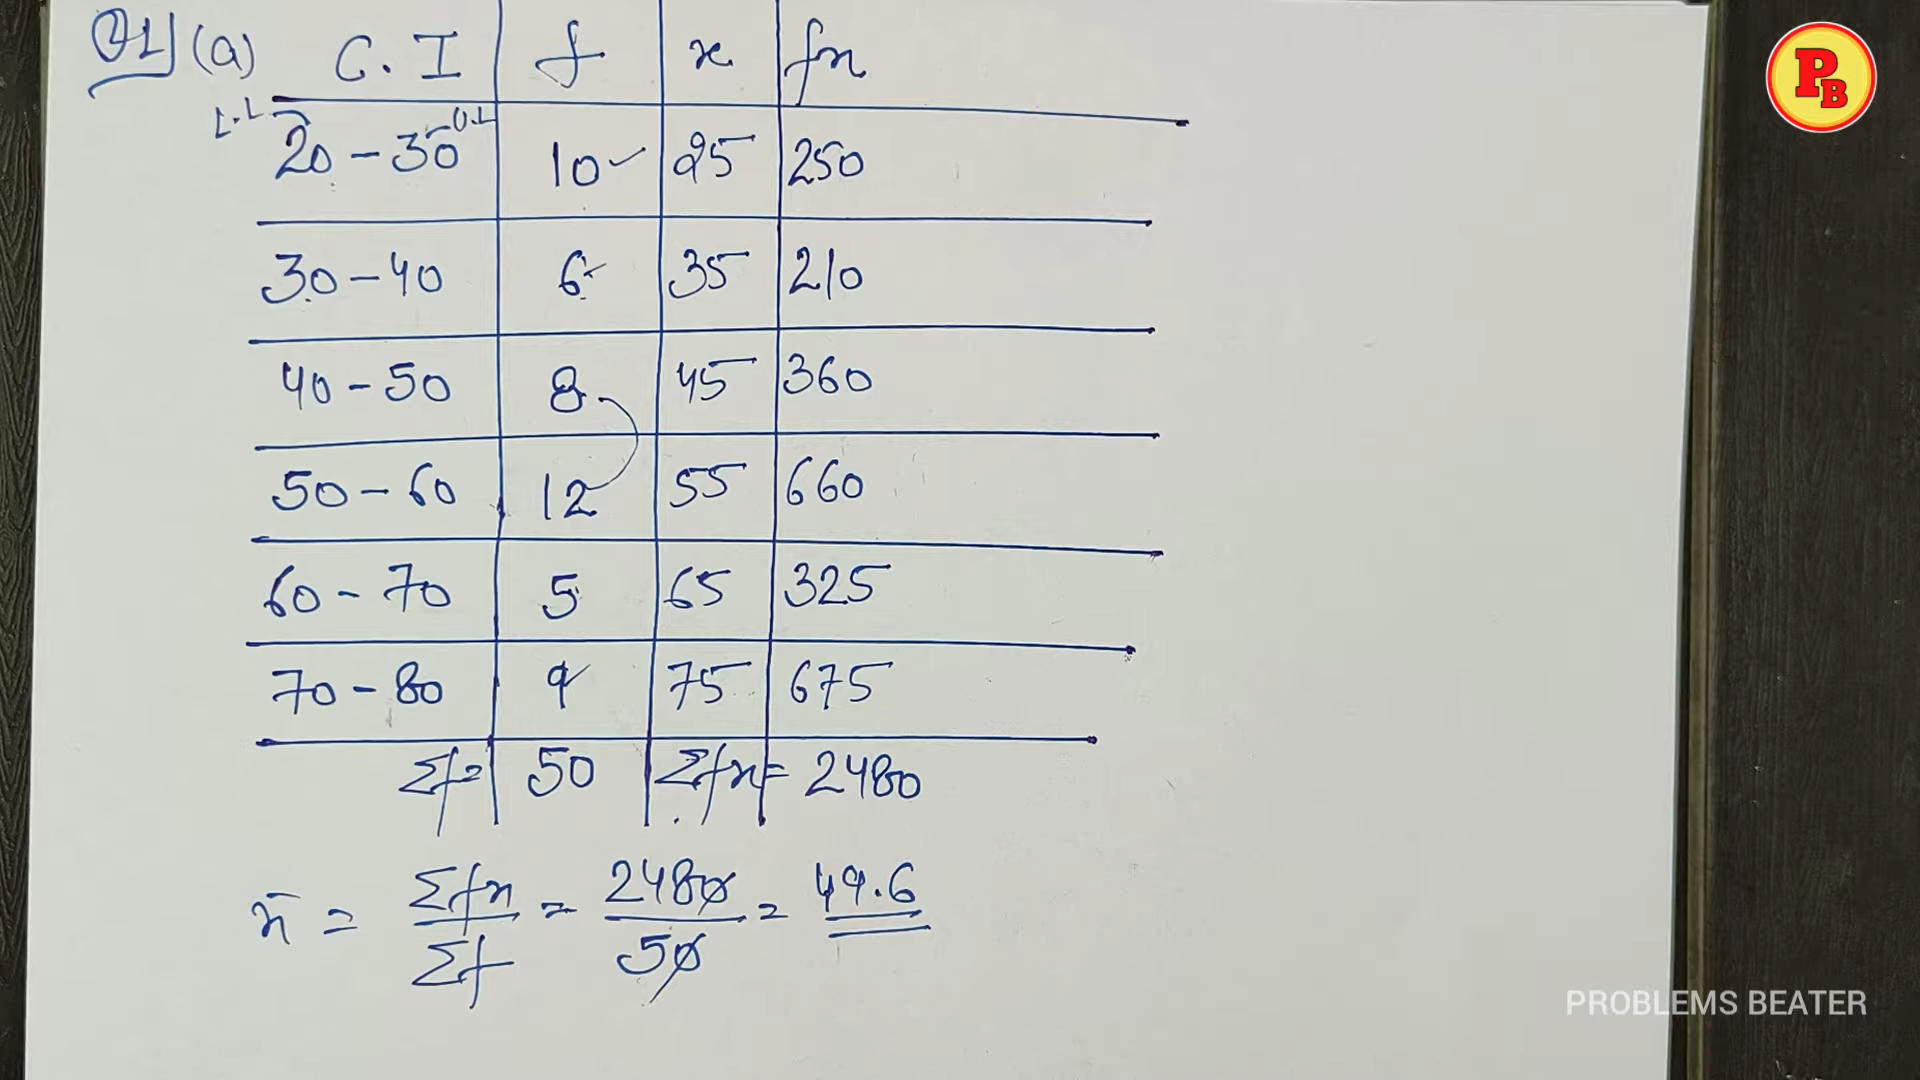 Q1 (a) C.I f x fx
L.L U.L
20 - 30 10 25 250
30 - 40 6 35 210
40 - 50 8 45 360
50 - 60 12 55 660
60 - 70 5 65 325
70 - 80 9 75 675
Σf = 50 Σfx = 2480
x̄ = Σfx / Σf = 2480 / 50 = 49.6
PB
PROBLEMS BEATER